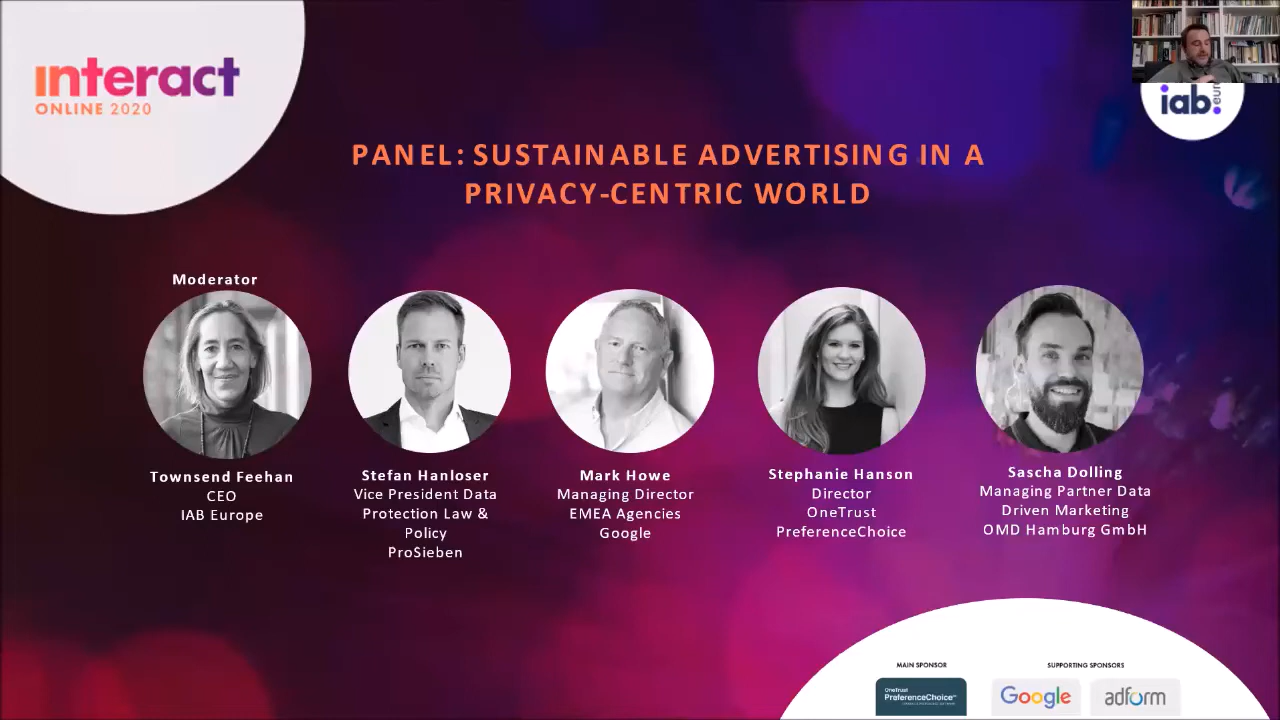 interact
ONLINE 2020
iab:
PANEL: SUSTAINABLE ADVERTISING IN A
PRIVACY-CENTRIC WORLD
Moderator
Townsend Feehan
CEO
IAB Europe
Stefan Hanloser
Vice President Data
Protection Law &
Policy
ProSieben
Mark Howe
Managing Director
EMEA Agencies
Google
Stephanie Hanson
Director
OneTrust
PreferenceChoice
Sascha Dolling
Managing Partner Data
Driven Marketing
OMD Hamburg GmbH
MAIN SPONSOR
OneTrust
PreferenceChoice
SUPPORTING SPONSORS
Google
adform